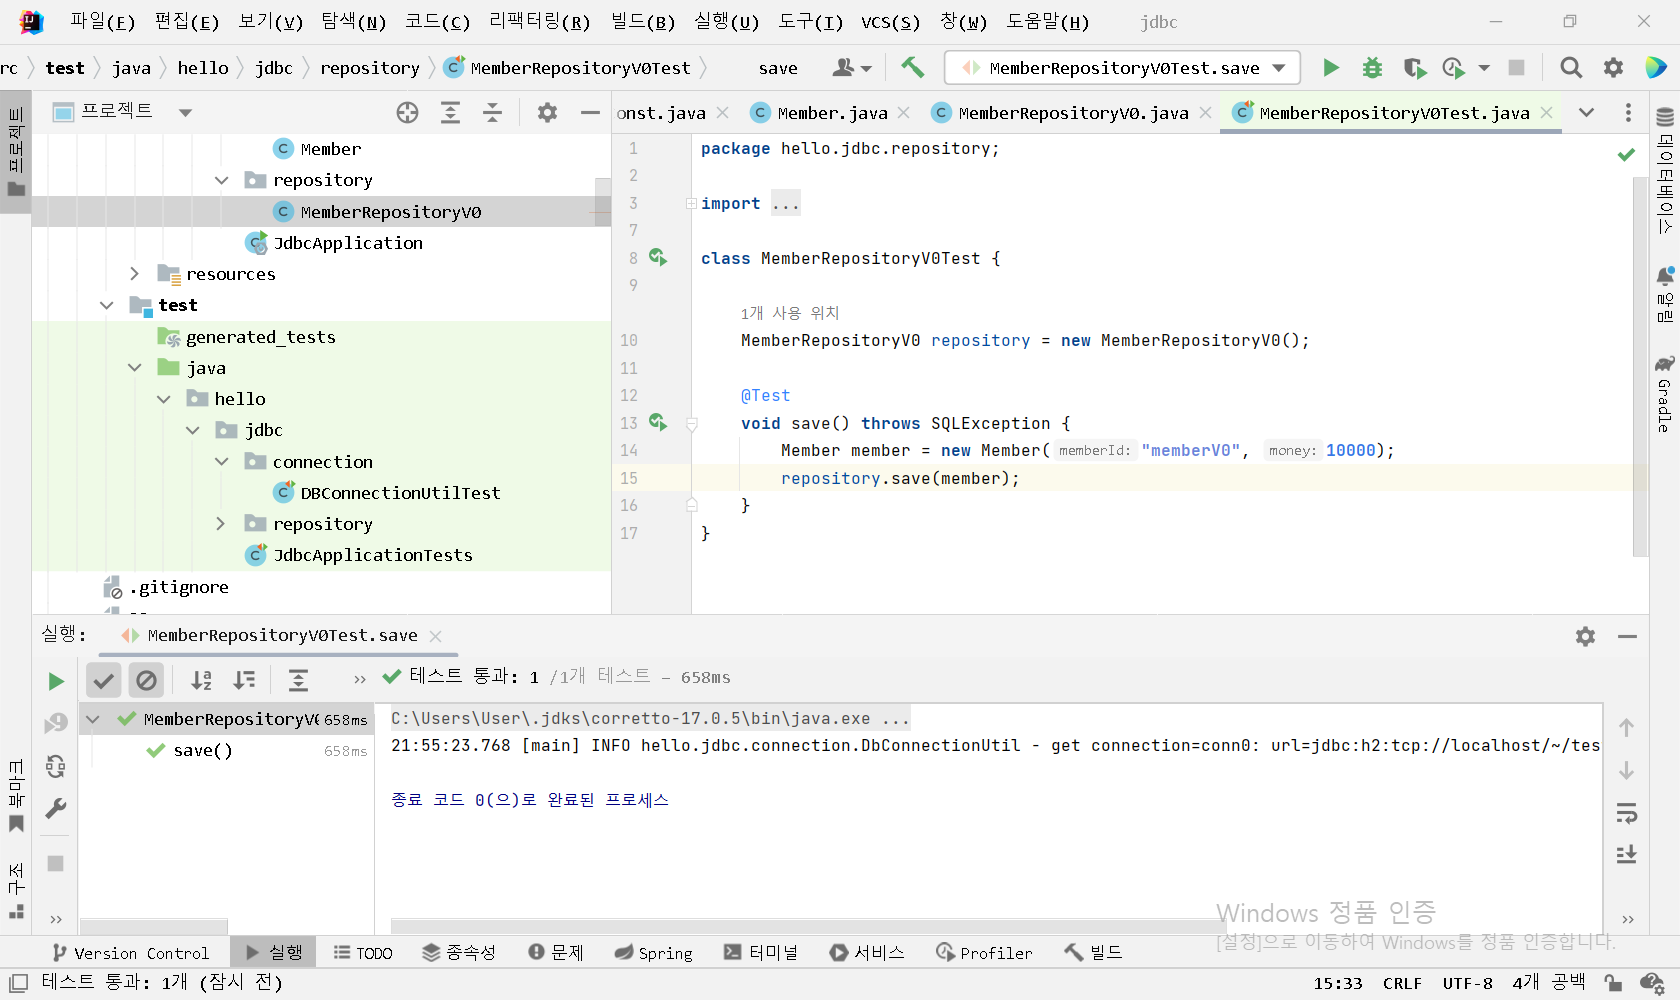 파일(F) 편집(E) 보기(V) 탐색(N) 코드(C) 리팩터링(R) 빌드(B) 실행(U) 도구(T) VCS(S) 창(W) 도움말(H) jdbc
rc test java hello jdbc repository MemberRepositoryV0Test save MemberRepositoryV0Test.save
프로젝트
프로젝트
onst.java Member.java MemberRepositoryV0.java MemberRepositoryV0Test.java
Member
repository
MemberRepositoryV0
JdbcApplication
resources
test
generated_tests
java
hello
jdbc
connection
DBConnectionUtilTest
repository
JdbcApplicationTests
.gitignore
1 package hello.jdbc.repository;
2
3 import ...
7
8 class MemberRepositoryV0Test {
9
1개 사용 위치
10 MemberRepositoryV0 repository = new MemberRepositoryV0();
11
12 @Test
13 void save() throws SQLException {
14 Member member = new Member( memberId: "memberV0", money: 10000);
15 repository.save(member);
16 }
17 }
데이터베이스
알림
Gradle
실행: MemberRepositoryV0Test.save
테스트 통과: 1 /1개 테스트 – 658ms
MemberRepositoryV 658ms
save() 658ms
C:\Users\User\.jdks\corretto-17.0.5\bin\java.exe ...
21:55:23.768 [main] INFO hello.jdbc.connection.DbConnectionUtil - get connection=conn0: url=jdbc:h2:tcp://localhost/~/tes
종료 코드 0(으)로 완료된 프로세스
북마크
구조
Windows 정품 인증
[설정]으로 이동하여 Windows를 정품 인증합니다.
Version Control 실행 TODO 종속성 문제 Spring 터미널 서비스 Profiler 빌드
테스트 통과: 1개 (잠시 전) 15:33 CRLF UTF-8 4개 공백